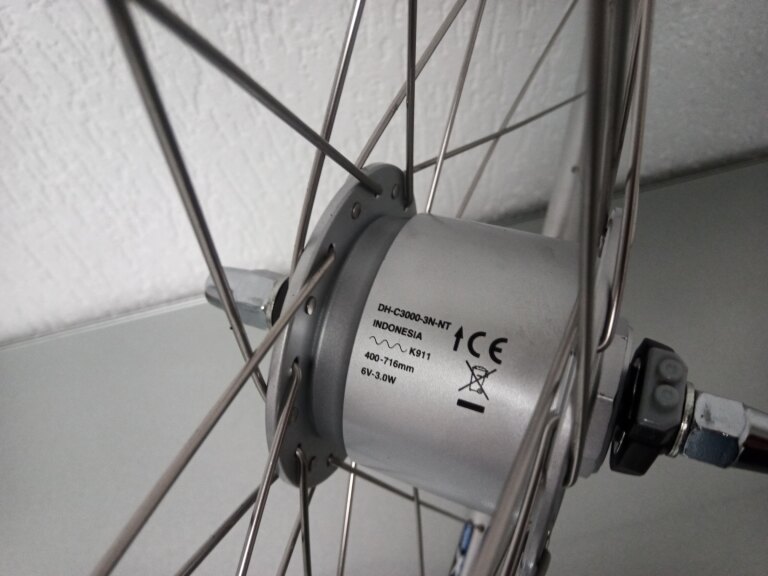 DH-C3000-3N-NT
INDONESIA
K911
400-716mm
6V-3.0W
CE